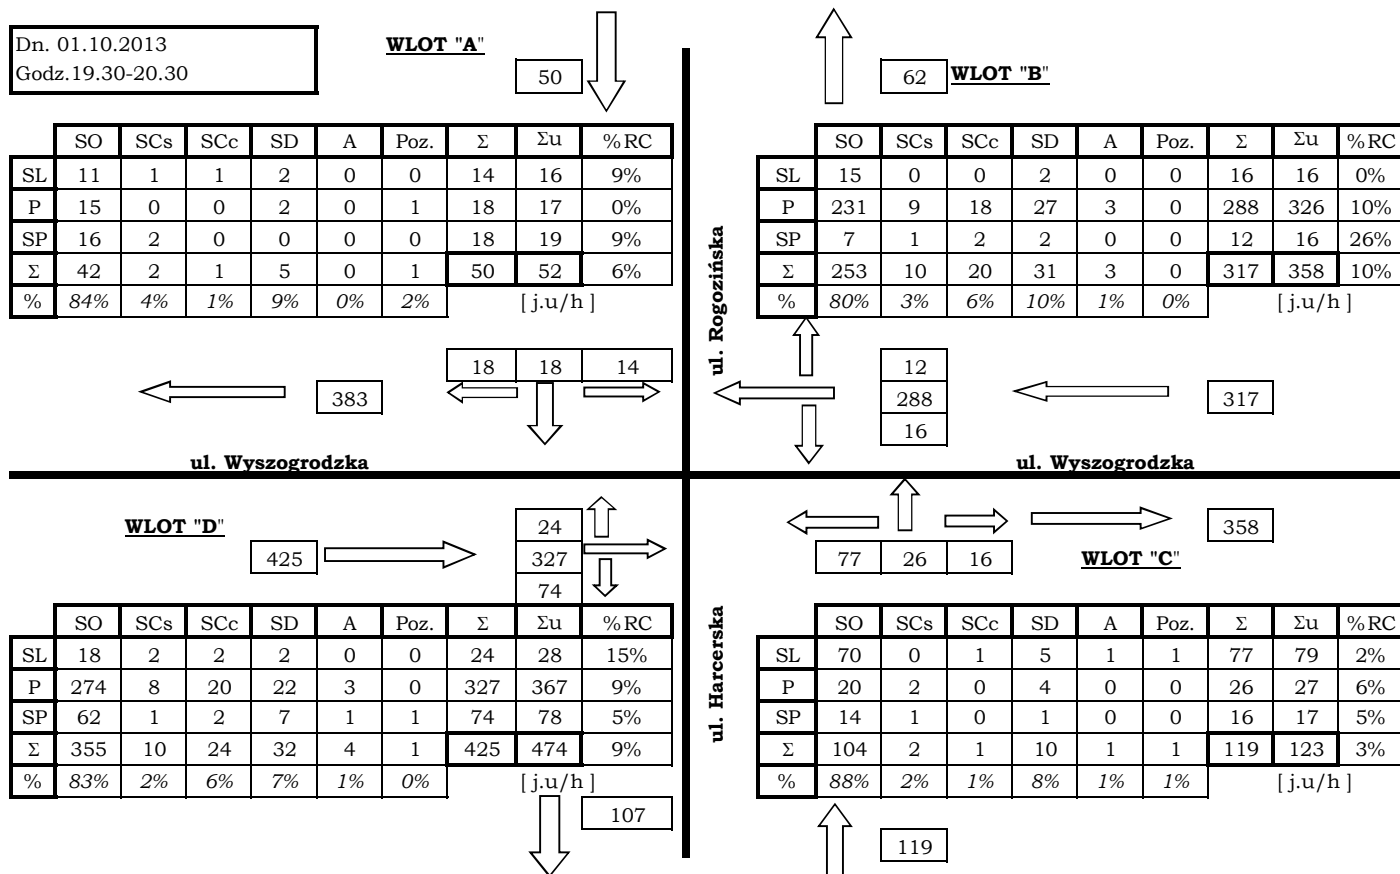 Dn. 01.10.2013
Godz.19.30-20.30
WLOT "A"
50
SO SCs SCc SD A Poz. Σ Σu %RC
SL 11 1 1 2 0 0 14 16 9%
P 15 0 0 2 0 1 18 17 0%
SP 16 2 0 0 0 0 18 19 9%
Σ 42 2 1 5 0 1 50 52 6%
% 84% 4% 1% 9% 0% 2% [ j.u/h ]
18 18 14
383
ul. Wyszogrodzka
ul. Rogozińska
62 WLOT "B"
SO SCs SCc SD A Poz. Σ Σu %RC
SL 15 0 0 2 0 0 16 16 0%
P 231 9 18 27 3 0 288 326 10%
SP 7 1 2 2 0 0 12 16 26%
Σ 253 10 20 31 3 0 317 358 10%
% 80% 3% 6% 10% 1% 0% [ j.u/h ]
12
288 317
16
ul. Wyszogrodzka
WLOT "D"
24
425 327
74
SO SCs SCc SD A Poz. Σ Σu %RC
SL 18 2 2 2 0 0 24 28 15%
P 274 8 20 22 3 0 327 367 9%
SP 62 1 2 7 1 1 74 78 5%
Σ 355 10 24 32 4 1 425 474 9%
% 83% 2% 6% 7% 1% 0% [ j.u/h ]
107
ul. Harcerska
358
77 26 16 WLOT "C"
SO SCs SCc SD A Poz. Σ Σu %RC
SL 70 0 1 5 1 1 77 79 2%
P 20 2 0 4 0 0 26 27 6%
SP 14 1 0 1 0 0 16 17 5%
Σ 104 2 1 10 1 1 119 123 3%
% 88% 2% 1% 8% 1% 1% [ j.u/h ]
119